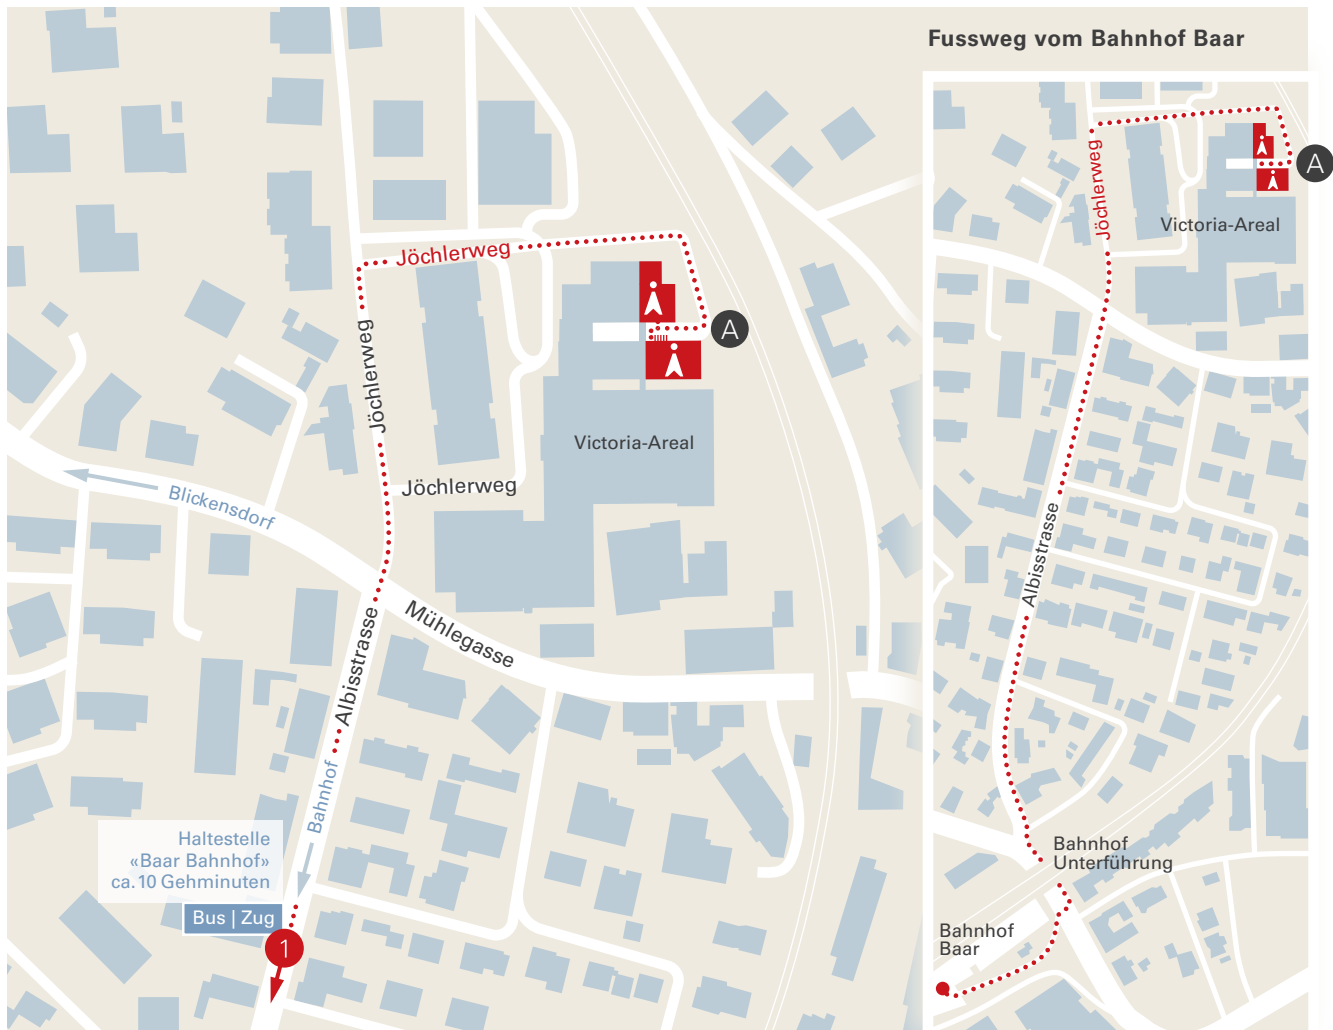 Fussweg vom Bahnhof Baar
Jöchlerweg
A
Jöchlerweg
Victoria-Areal
Jöchlerweg
Blickensdorf
Mühlegasse
Albisstrasse
Bahnhof
Haltestelle
«Baar Bahnhof»
ca. 10 Gehminuten
Bus | Zug
1
A
Jöchlerweg
Victoria-Areal
Albisstrasse
Bahnhof
Unterführung
Bahnhof
Baar